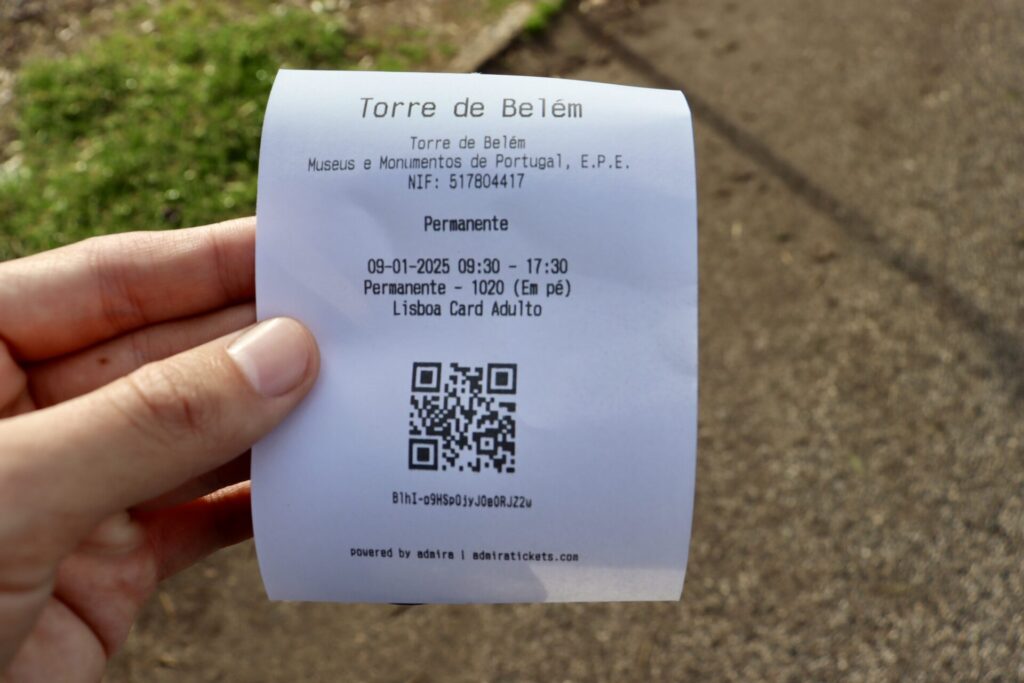 Torre de Belém
Torre de Belém
Museus e Monumentos de Portugal, E.P.E.
NIF: 517804417
Permanente
09-01-2025 09:30 - 17:30
Permanente - 1020 (Em pé)
Lisboa Card Adulto
powered by admira | admiratickets.com